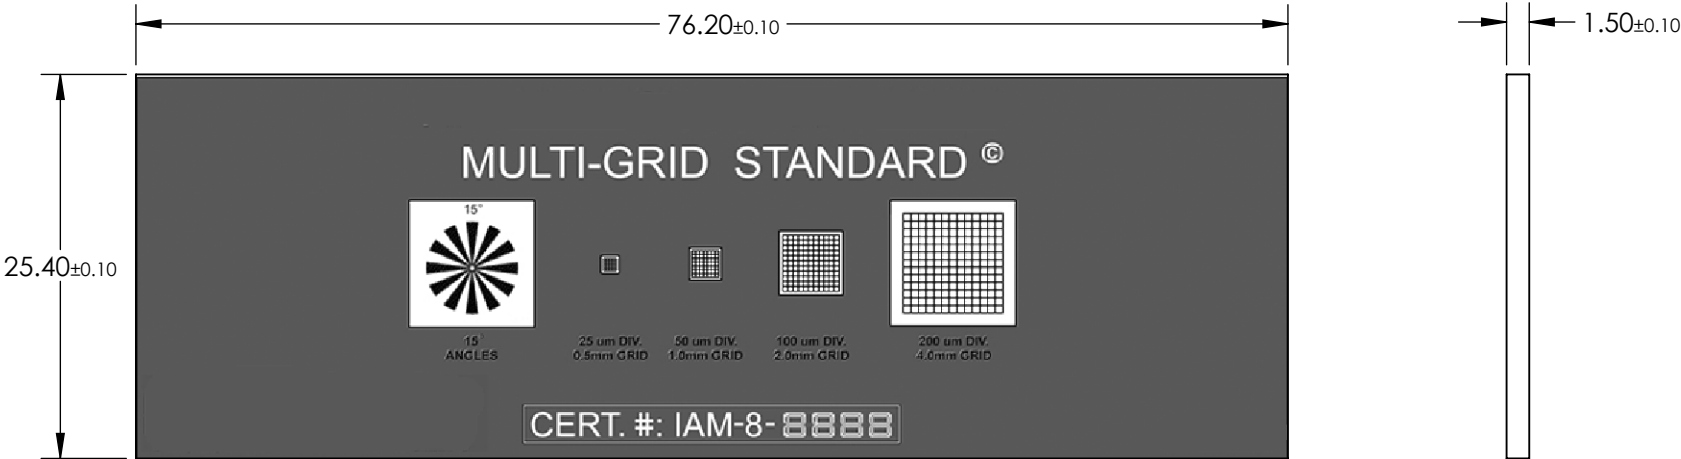 76.20±0.10
1.50±0.10
25.40±0.10
MULTI-GRID STANDARD ©
15°
15°
ANGLES
25 um DIV.
0.5mm GRID
50 um DIV.
1.0mm GRID
100 um DIV.
2.0mm GRID
200 um DIV.
4.0mm GRID
CERT. #: IAM-8-8888